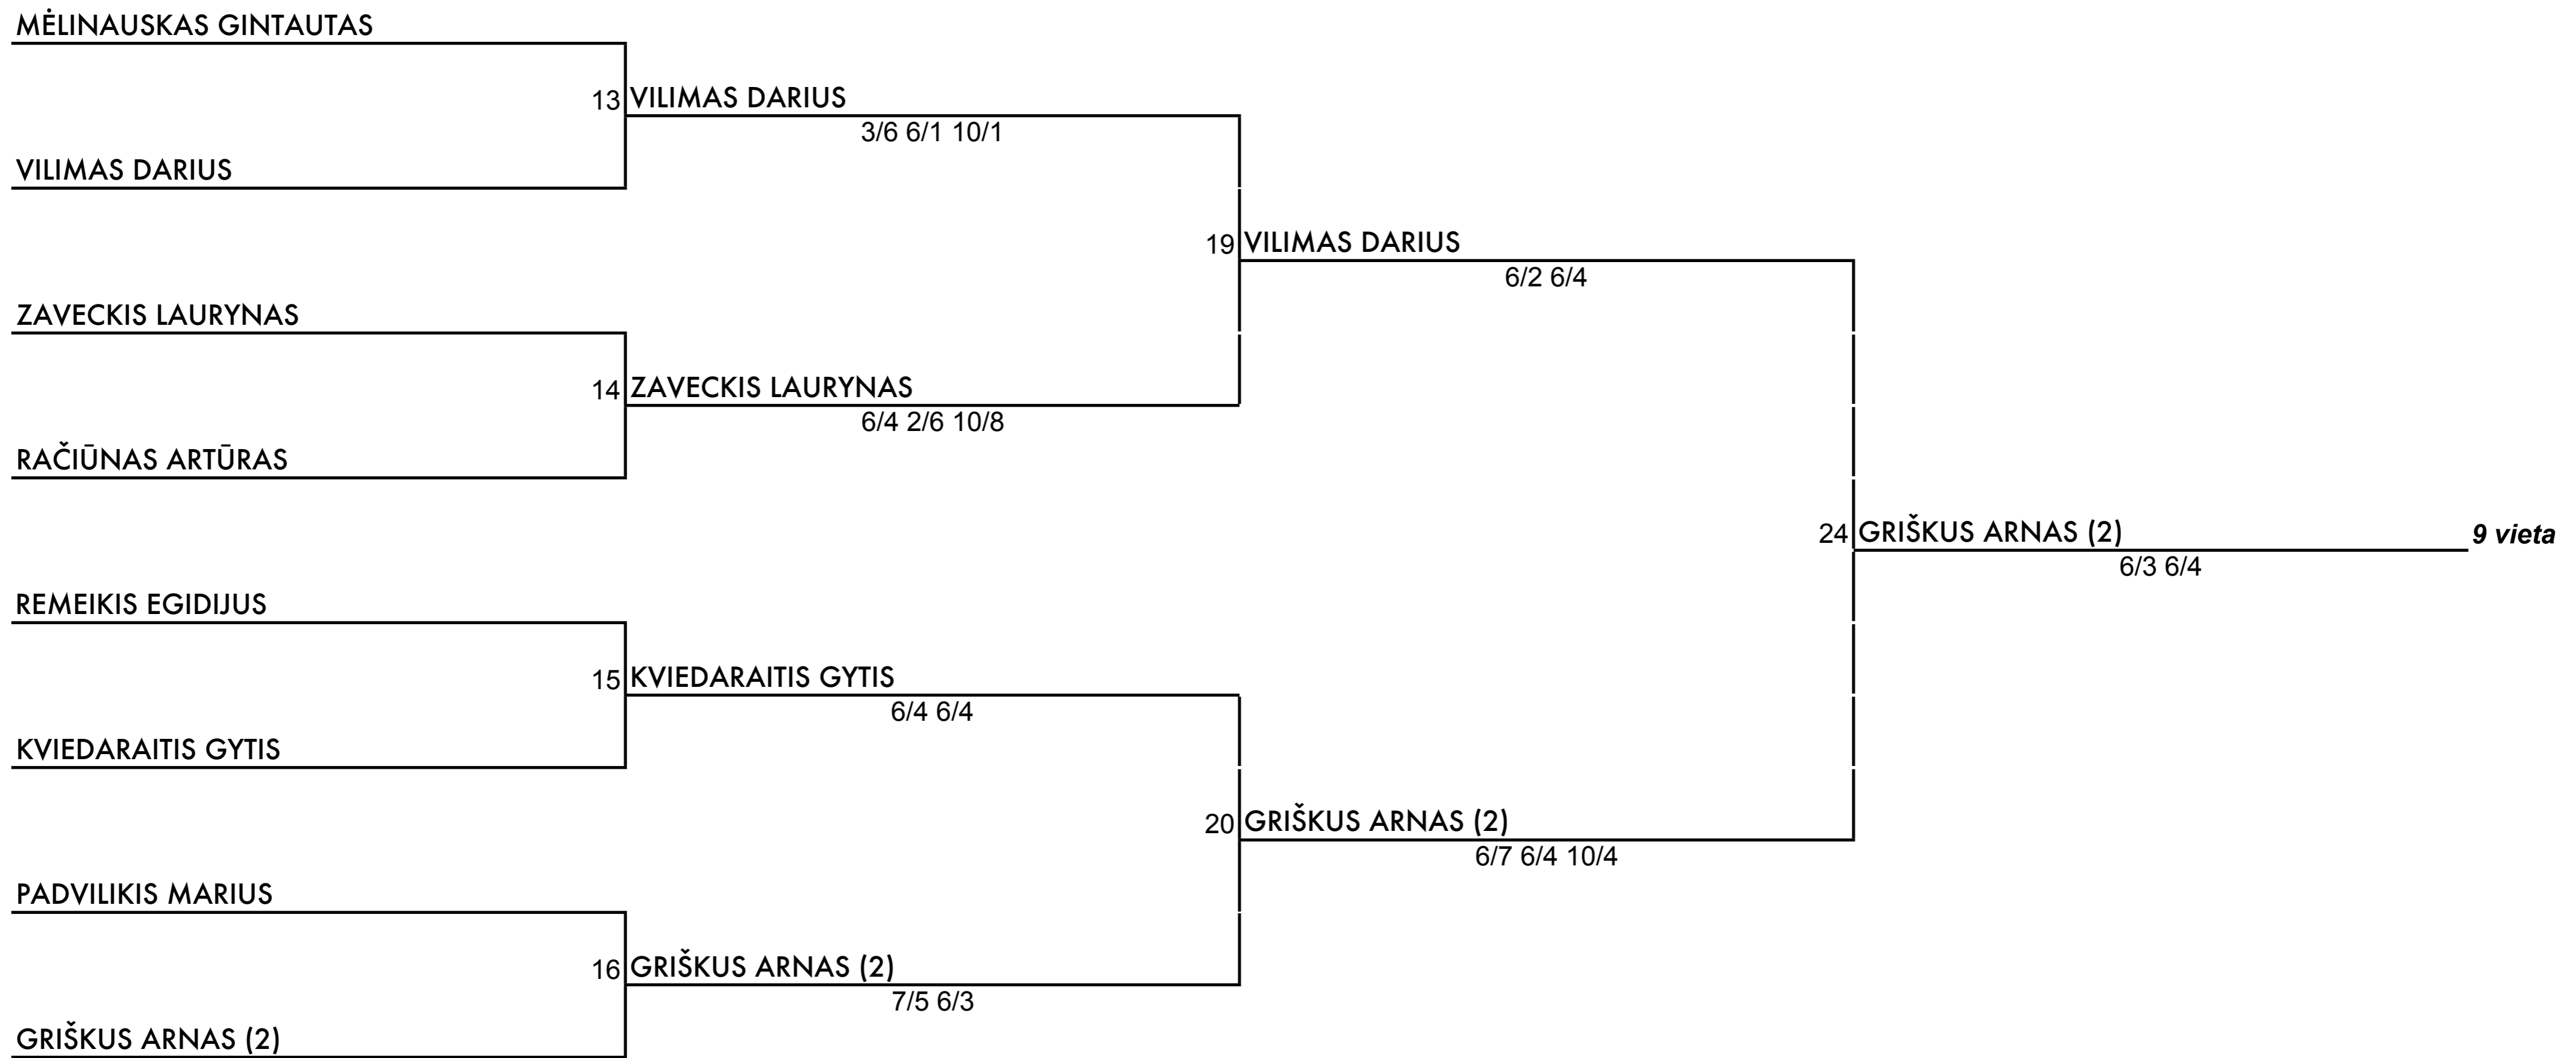 MĖLINAUSKAS GINTAUTAS
13 VILIMAS DARIUS
3/6 6/1 10/1
VILIMAS DARIUS
19 VILIMAS DARIUS
6/2 6/4
ZAVECKIS LAURYNAS
14 ZAVECKIS LAURYNAS
6/4 2/6 10/8
RAČIŪNAS ARTŪRAS
24 GRIŠKUS ARNAS (2) 9 vieta
6/3 6/4
REMEIKIS EGIDIJUS
15 KVIEDARAITIS GYTIS
6/4 6/4
KVIEDARAITIS GYTIS
20 GRIŠKUS ARNAS (2)
6/7 6/4 10/4
PADVILIKIS MARIUS
16 GRIŠKUS ARNAS (2)
7/5 6/3
GRIŠKUS ARNAS (2)